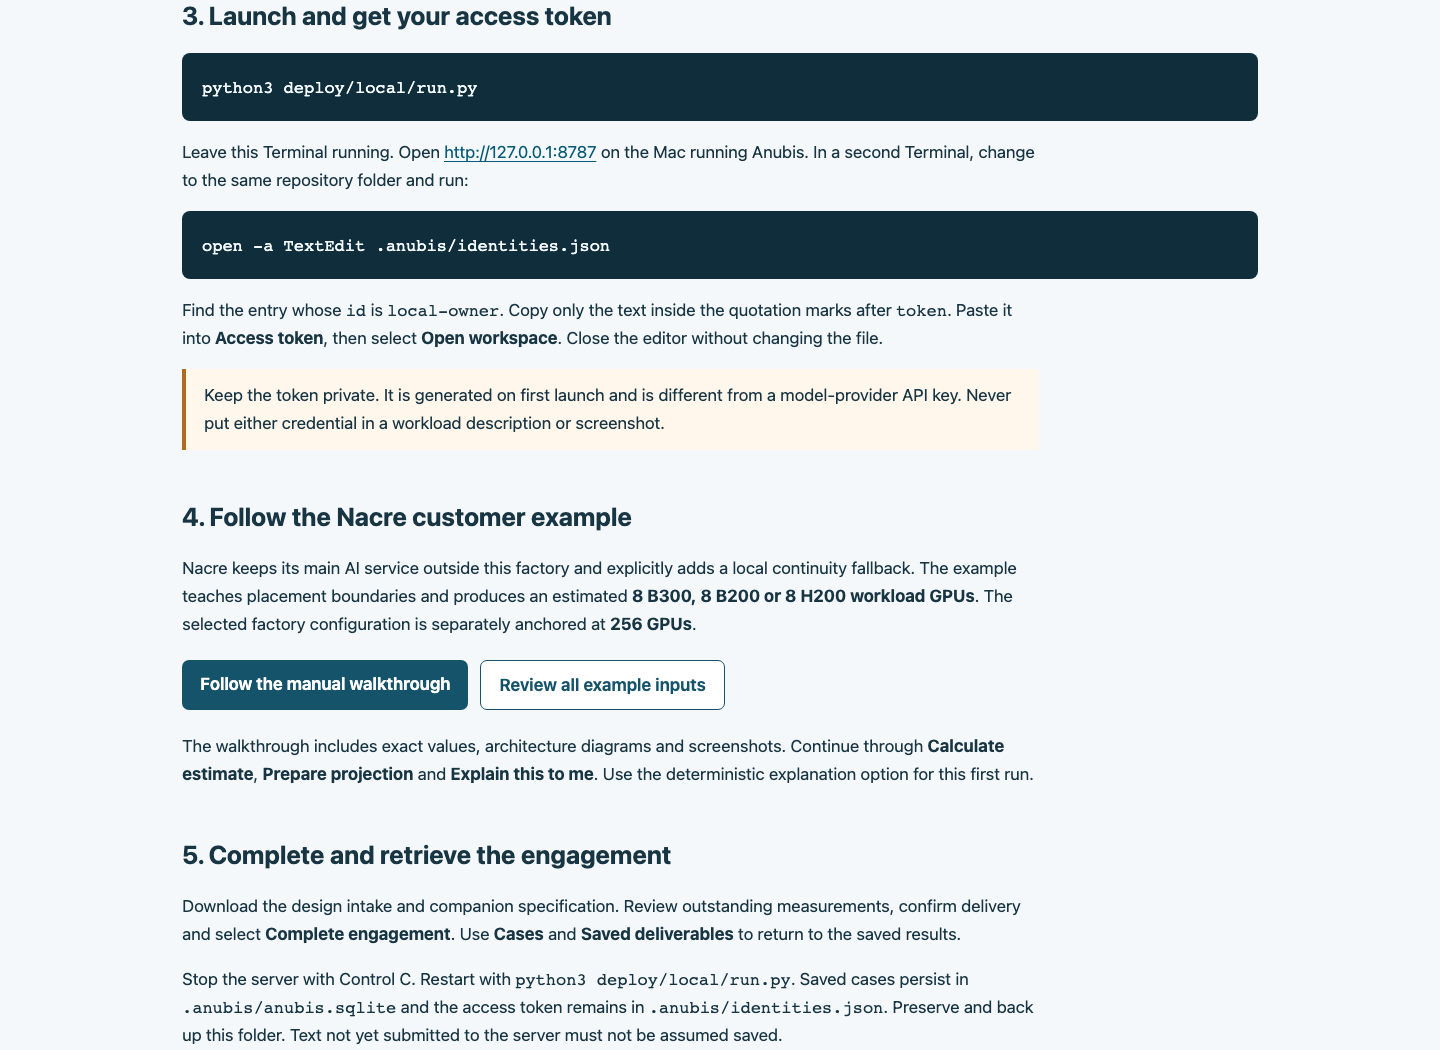 3. Launch and get your access token
python3 deploy/local/run.py
Leave this Terminal running. Open http://127.0.0.1:8787 on the Mac running Anubis. In a second Terminal, change
to the same repository folder and run:
open -a TextEdit .anubis/identities.json
Find the entry whose id is local-owner. Copy only the text inside the quotation marks after token. Paste it
into Access token, then select Open workspace. Close the editor without changing the file.
Keep the token private. It is generated on first launch and is different from a model-provider API key. Never
put either credential in a workload description or screenshot.
4. Follow the Nacre customer example
Nacre keeps its main AI service outside this factory and explicitly adds a local continuity fallback. The example
teaches placement boundaries and produces an estimated 8 B300, 8 B200 or 8 H200 workload GPUs. The
selected factory configuration is separately anchored at 256 GPUs.
Follow the manual walkthrough
Review all example inputs
The walkthrough includes exact values, architecture diagrams and screenshots. Continue through Calculate
estimate, Prepare projection and Explain this to me. Use the deterministic explanation option for this first run.
5. Complete and retrieve the engagement
Download the design intake and companion specification. Review outstanding measurements, confirm delivery
and select Complete engagement. Use Cases and Saved deliverables to return to the saved results.
Stop the server with Control C. Restart with python3 deploy/local/run.py. Saved cases persist in
.anubis/anubis.sqlite and the access token remains in .anubis/identities.json. Preserve and back
up this folder. Text not yet submitted to the server must not be assumed saved.